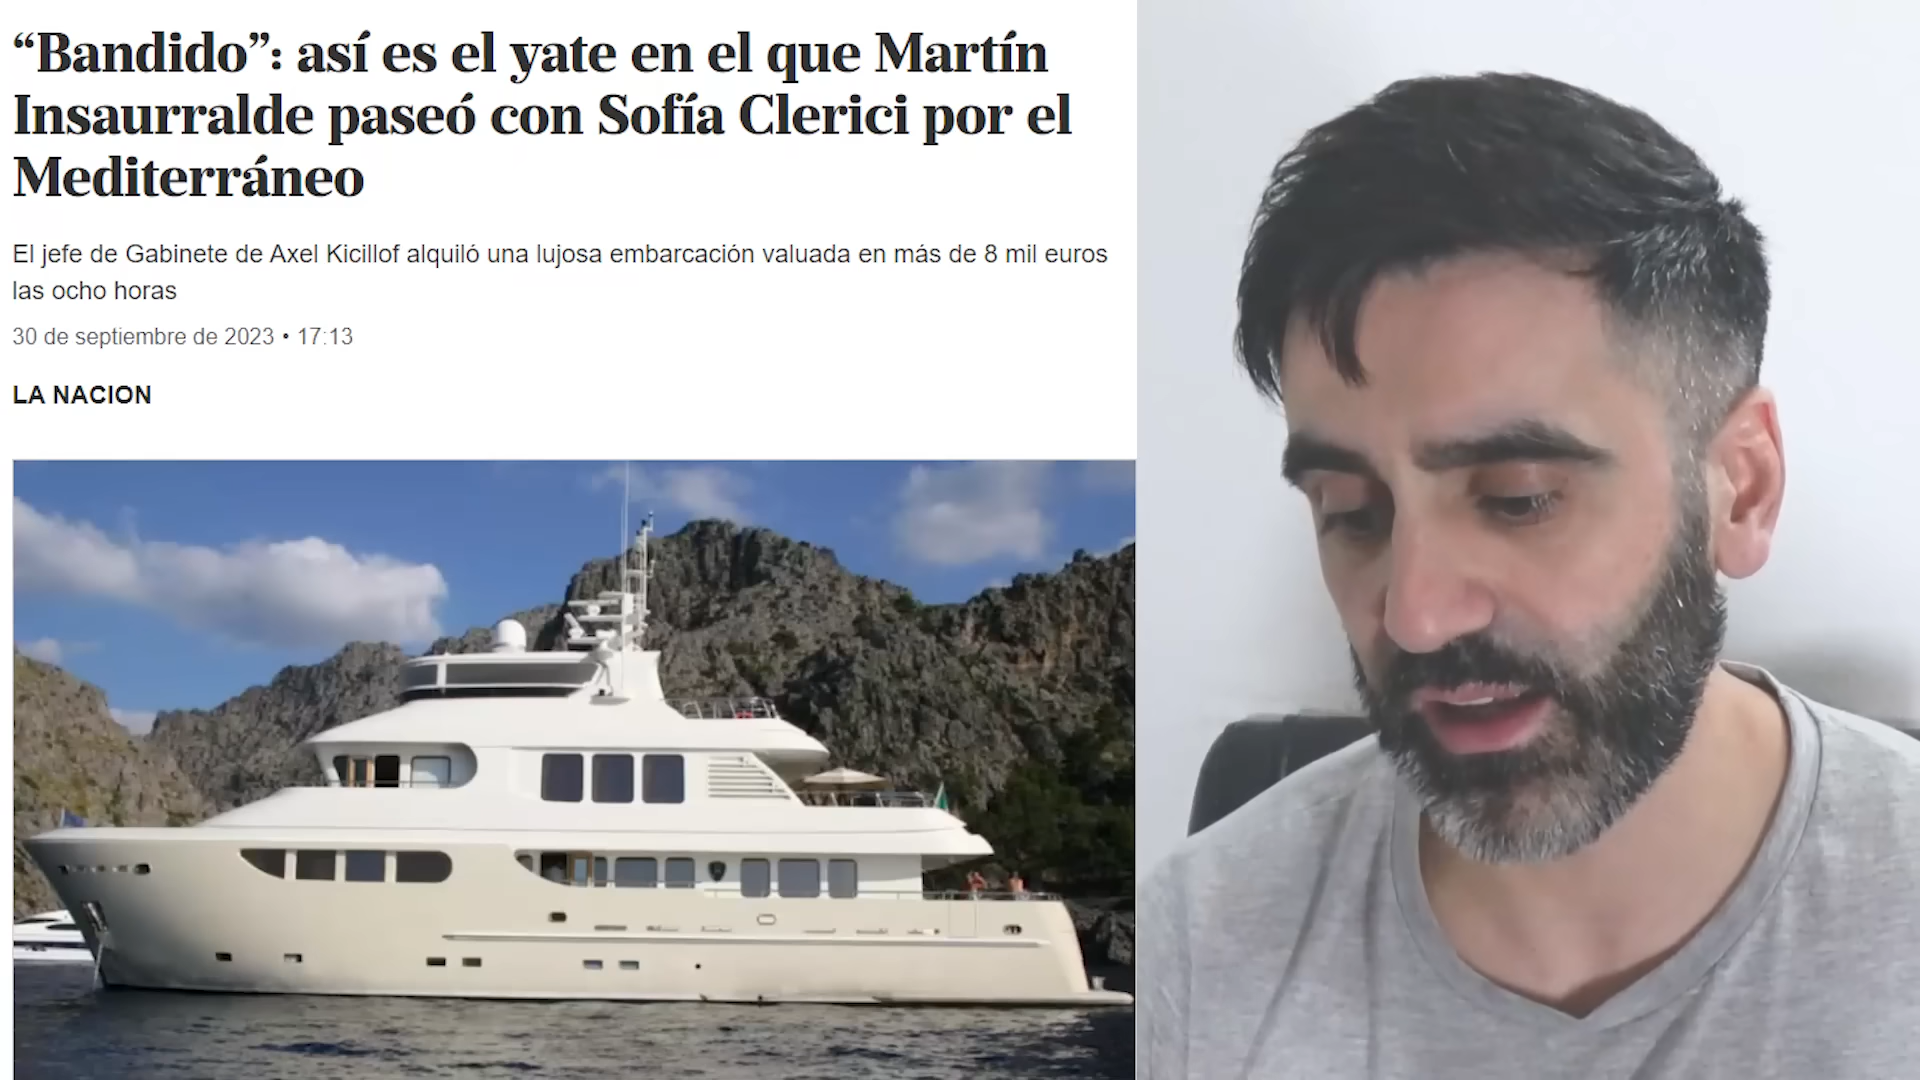 “Bandido”: así es el yate en el que Martín
Insaurralde paseó con Sofía Clerici por el
Mediterráneo
El jefe de Gabinete de Axel Kicillof alquiló una lujosa embarcación valuada en más de 8 mil euros
las ocho horas
30 de septiembre de 2023 • 17:13
LA NACION